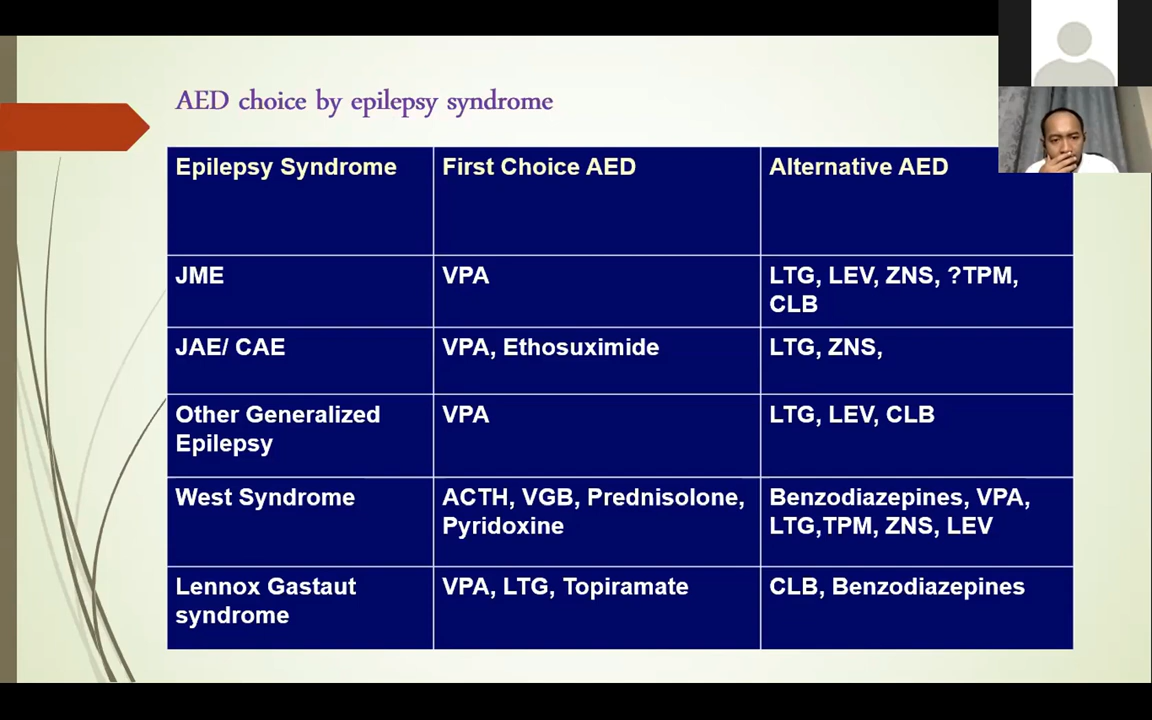 AED choice by epilepsy syndrome
Epilepsy Syndrome
First Choice AED
Alternative AED
JME
VPA
LTG, LEV, ZNS, ?TPM,
CLB
JAE/ CAE
VPA, Ethosuximide
LTG, ZNS,
Other Generalized
Epilepsy
VPA
LTG, LEV, CLB
West Syndrome
ACTH, VGB, Prednisolone,
Pyridoxine
Benzodiazepines, VPA,
LTG,TPM, ZNS, LEV
Lennox Gastaut
syndrome
VPA, LTG, Topiramate
CLB, Benzodiazepines